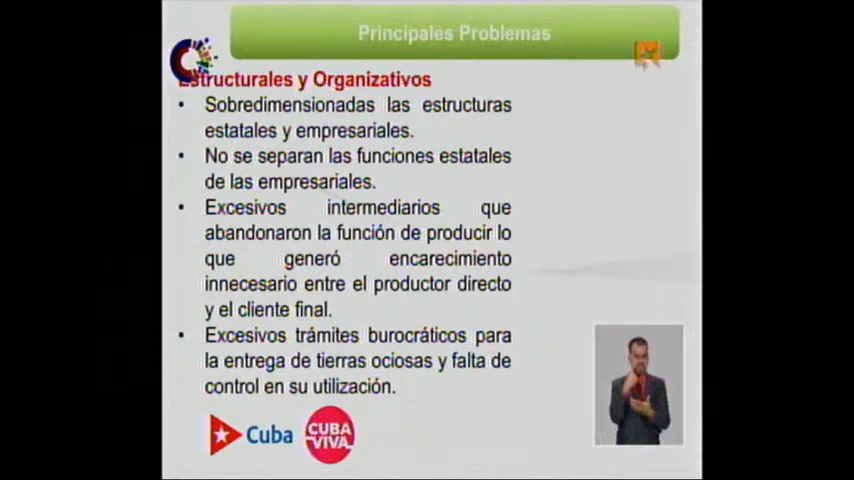 Principales Problemas
Estructurales y Organizativos
• Sobredimensionadas las estructuras
estatales y empresariales.
• No se separan las funciones estatales
de las empresariales.
• Excesivos intermediarios que
abandonaron la función de producir lo
que generó encarecimiento
innecesario entre el productor directo
y el cliente final.
• Excesivos trámites burocráticos para
la entrega de tierras ociosas y falta de
control en su utilización.
Cuba
CUBA
VIVA